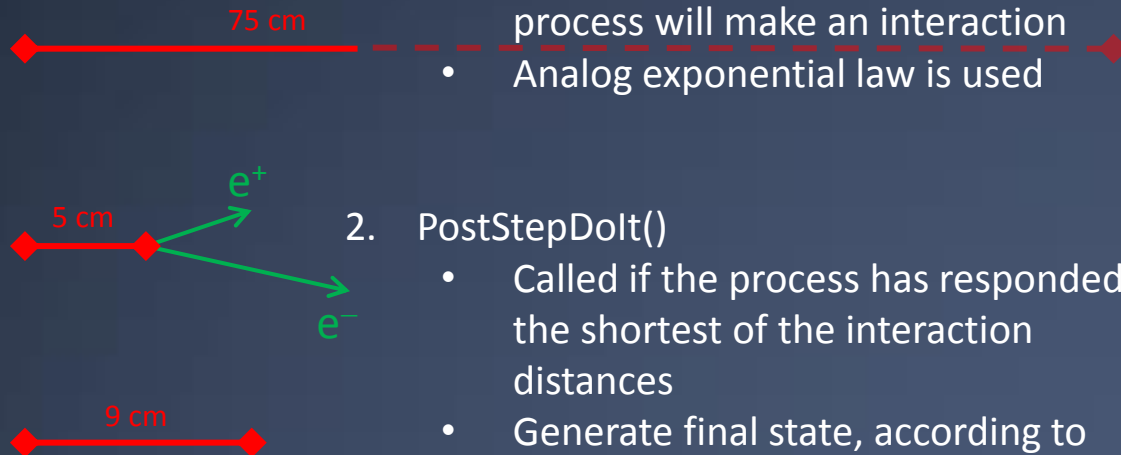 75 cm
process will make an interaction
• Analog exponential law is used
e⁺
5 cm
e⁻
2. PostStepDoIt()
• Called if the process has responded
the shortest of the interaction
distances
9 cm
• Generate final state, according to